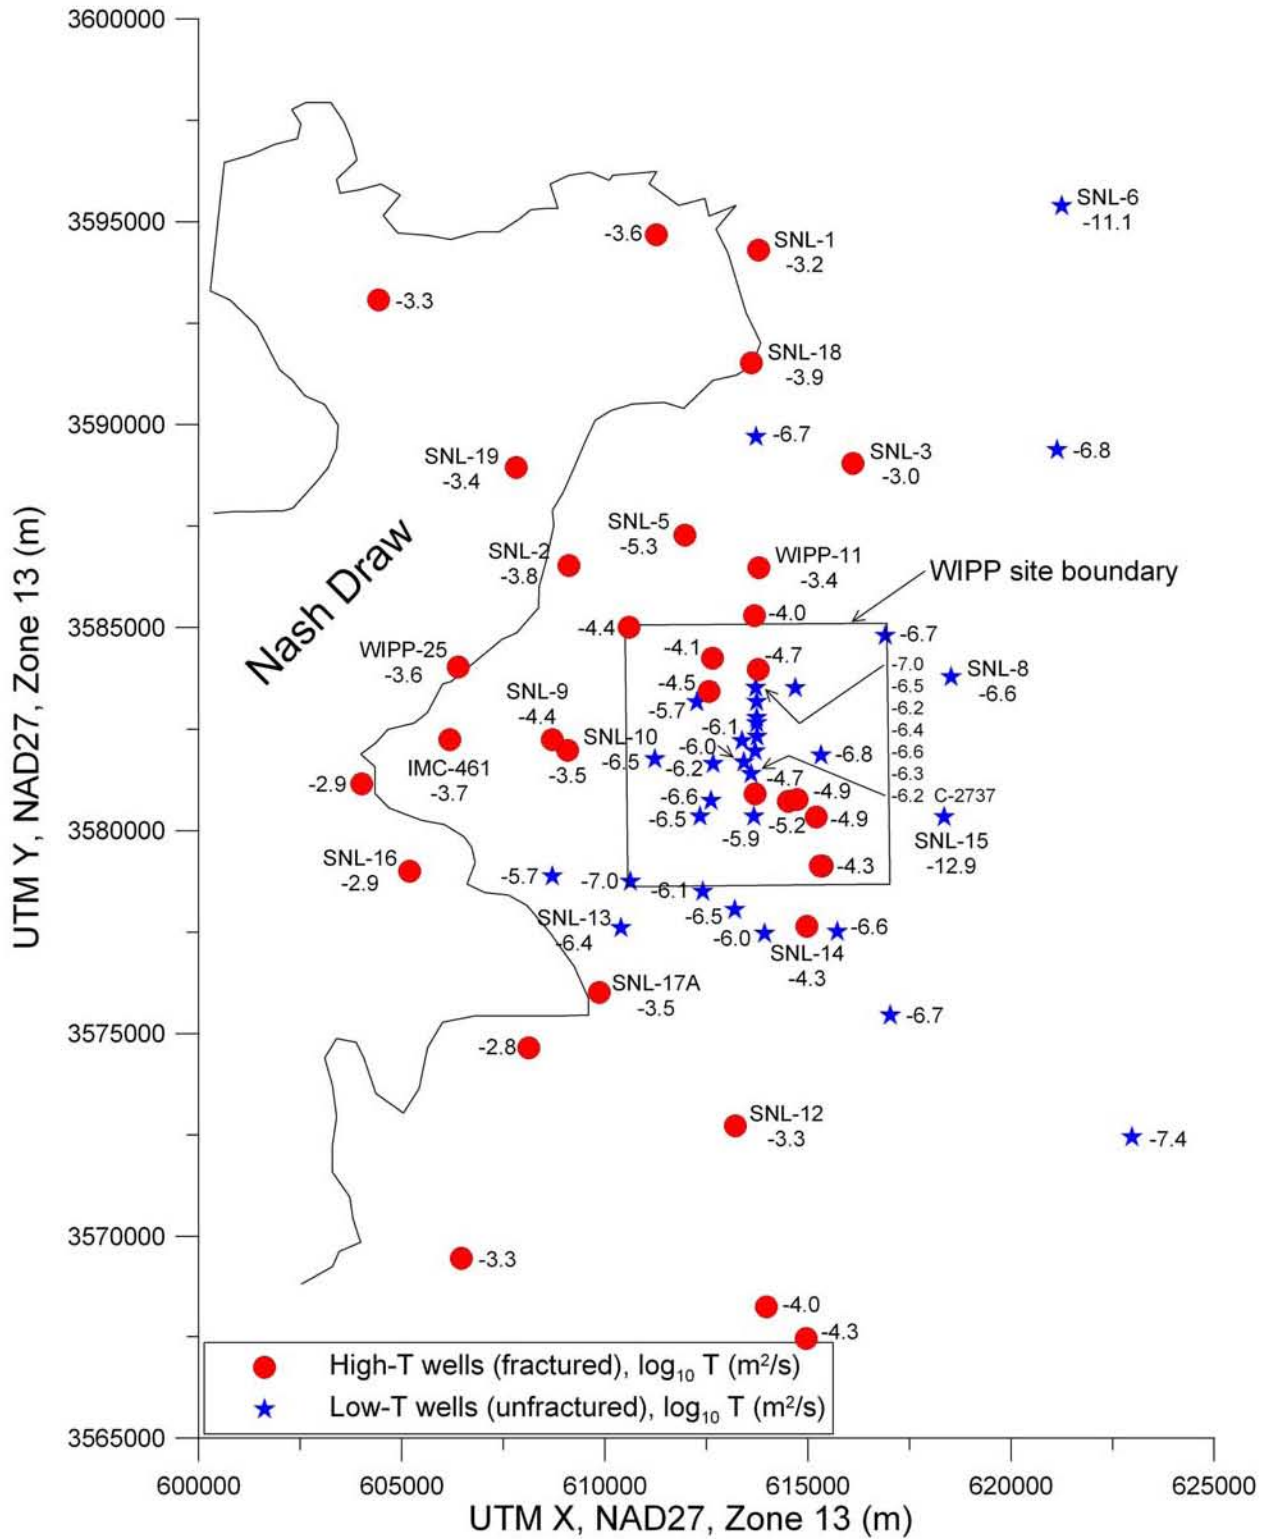 3600000
SNL-6
-11.1
3595000
-3.6
SNL-1
-3.2
-3.3
SNL-18
-3.9
3590000
-6.7
-6.8
SNL-19
-3.4
SNL-3
-3.0
SNL-5
-5.3
SNL-2
-3.8
WIPP-11
-3.4
WIPP site boundary
Nash Draw
-4.0
3585000
-4.4
-6.7
-4.1
-4.7
WIPP-25
-3.6
-7.0
SNL-8
-6.6
-4.5
-6.5
-5.7
-6.2
SNL-9
-4.4
-6.1
-6.4
SNL-10
-3.5
-6.5
-6.0
-6.8
-6.6
-6.2
IMC-461
-3.7
-6.3
-4.7
-2.9
-6.6
-4.9
-6.2 C-2737
-6.5
-5.9
-5.2
-4.9
3580000
SNL-15
-12.9
SNL-16
-2.9
-4.3
-5.7
-7.0
-6.1
-6.5
SNL-13
-6.4
-6.0
-6.6
SNL-14
-4.3
SNL-17A
-3.5
-6.7
3575000
-2.8
SNL-12
-3.3
-7.4
3570000
-3.3
-4.0
-4.3
High-T wells (fractured), log₁₀ T (m²/s)
Low-T wells (unfractured), log₁₀ T (m²/s)
3565000
600000 605000 610000 615000 620000 625000
UTM X, NAD27, Zone 13 (m)
UTM Y, NAD27, Zone 13 (m)